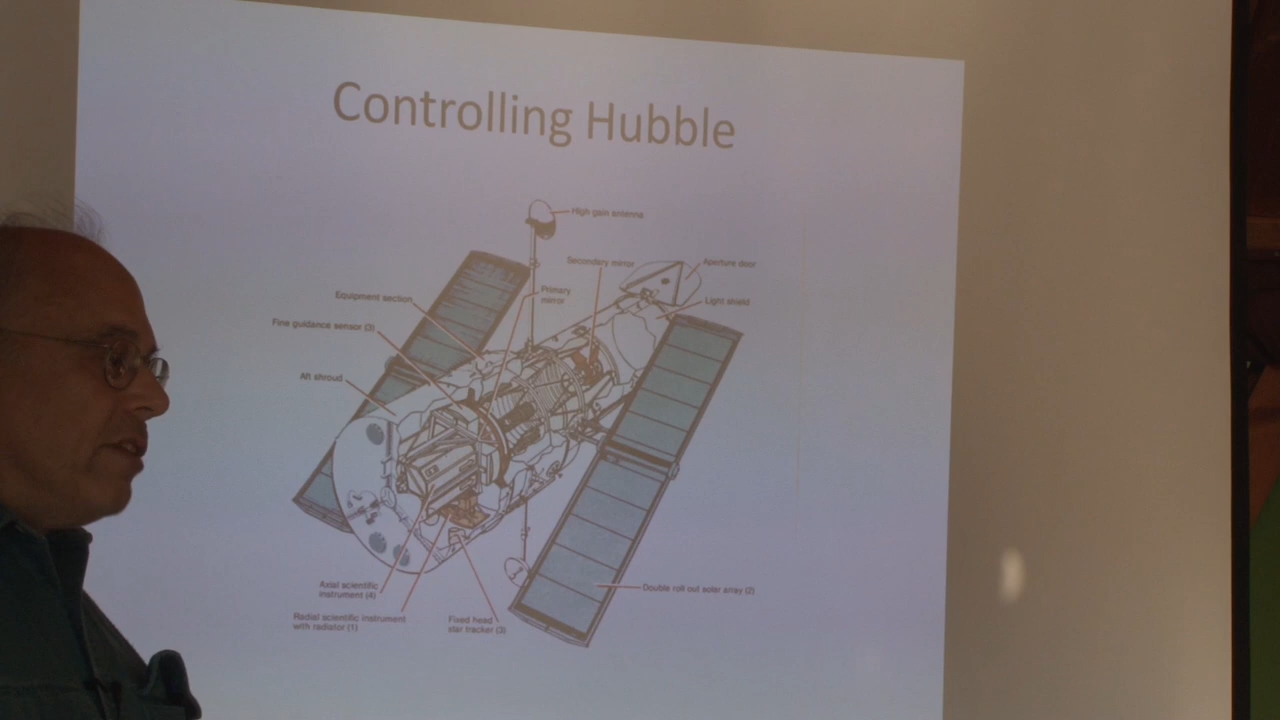 Controlling Hubble
High gain antenna
Secondary mirror
Aperture door
Primary
mirror
Equipment section
Light shield
Fine guidance sensor (3)
Aft shroud
Axial scientific
instrument (4)
Double roll out solar array (2)
Radial scientific instrument
with radiator (1)
Fixed head
star tracker (3)